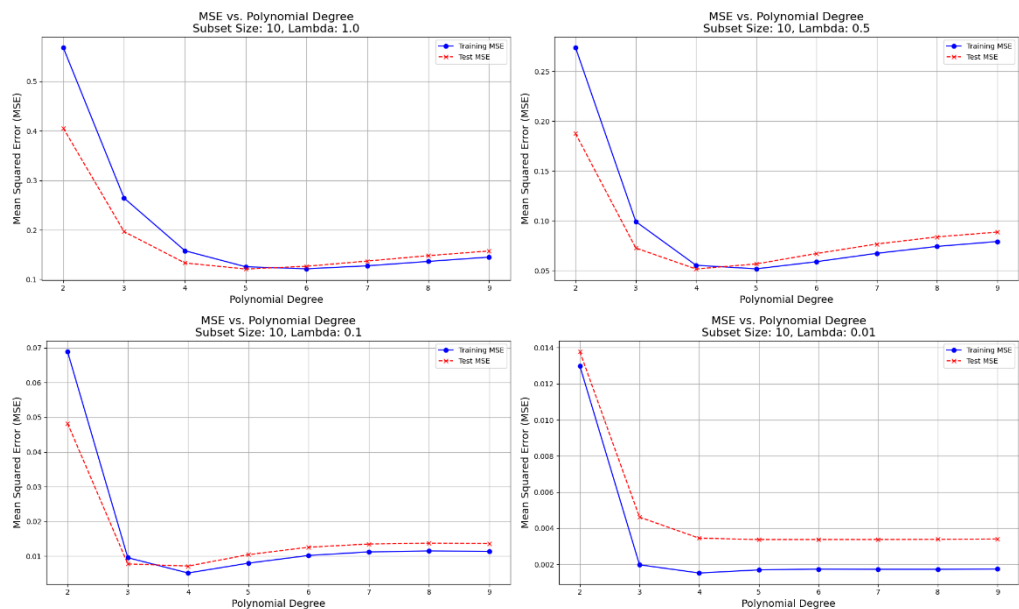 MSE vs. Polynomial Degree
Subset Size: 10, Lambda: 1.0
Training MSE
Test MSE
Mean Squared Error (MSE)
0.5
0.4
0.3
0.2
0.1
2 3 4 5 6 7 8 9
Polynomial Degree
MSE vs. Polynomial Degree
Subset Size: 10, Lambda: 0.5
Training MSE
Test MSE
Mean Squared Error (MSE)
0.25
0.20
0.15
0.10
0.05
2 3 4 5 6 7 8 9
Polynomial Degree
MSE vs. Polynomial Degree
Subset Size: 10, Lambda: 0.1
Training MSE
Test MSE
Mean Squared Error (MSE)
0.07
0.06
0.05
0.04
0.03
0.02
0.01
2 3 4 5 6 7 8 9
Polynomial Degree
MSE vs. Polynomial Degree
Subset Size: 10, Lambda: 0.01
Training MSE
Test MSE
Mean Squared Error (MSE)
0.014
0.012
0.010
0.008
0.006
0.004
0.002
2 3 4 5 6 7 8 9
Polynomial Degree